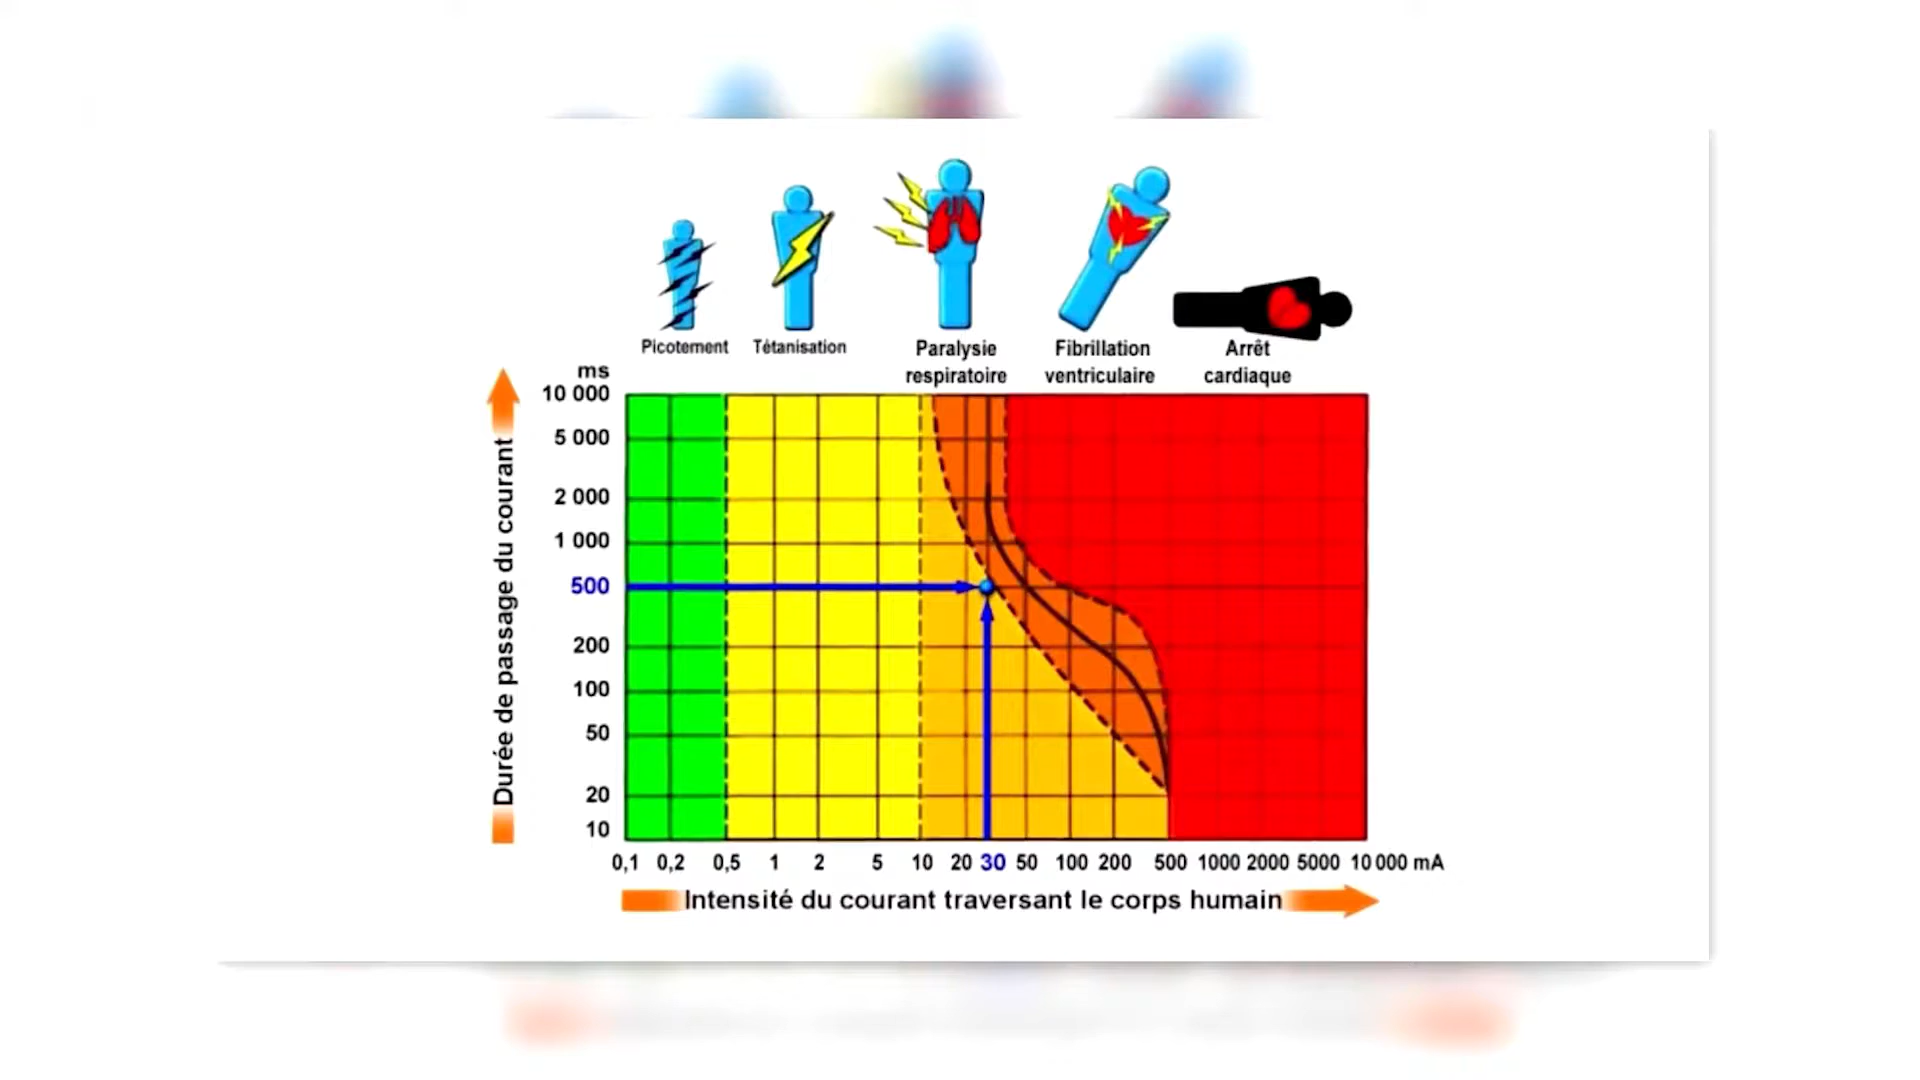 Picotement
Tétanisation
Paralysie
respiratoire
Fibrillation
ventriculaire
Arrêt
cardiaque
ms
10 000
5 000
2 000
1 000
500
200
100
50
20
10
Durée de passage du courant
0,1 0,2 0,5 1 2 5 10 20 30 50 100 200 500 1000 2000 5000 10 000 mA
Intensité du courant traversant le corps humain